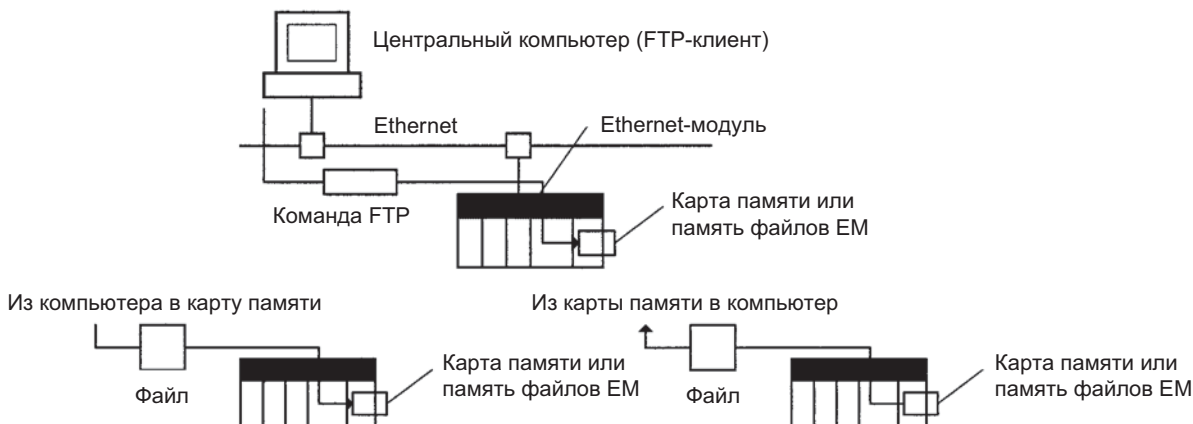 Центральный компьютер (FTP-клиент)
Ethernet
Ethernet-модуль
Команда FTP
Карта памяти или
память файлов EM
Из компьютера в карту памяти
Из карты памяти в компьютер
Файл
Карта памяти или
память файлов EM
Файл
Карта памяти или
память файлов EM